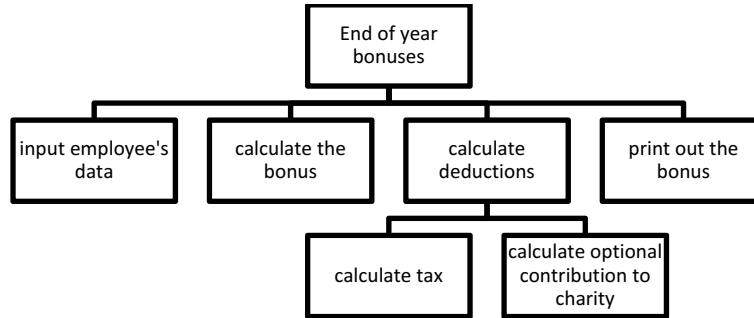 End of year
bonuses
input employee's
data
calculate the
bonus
calculate
deductions
print out the
bonus
calculate tax
calculate optional
contribution to
charity